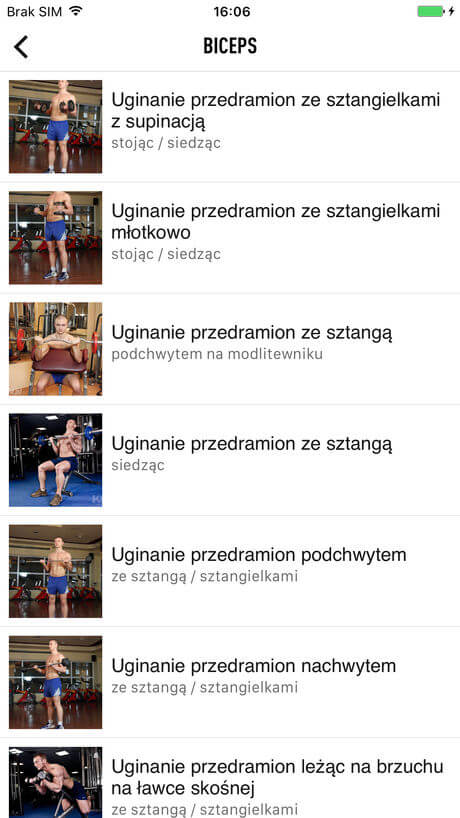 Brak SIM 16:06
BICEPS
Uginanie przedramion ze sztangielkami
z supinacją
stojąc / siedząc
Uginanie przedramion ze sztangielkami
młotkowo
stojąc / siedząc
Uginanie przedramion ze sztangą
podchwytem na modlitewniku
Uginanie przedramion ze sztangą
siedząc
Uginanie przedramion podchwytem
ze sztangą / sztangielkami
Uginanie przedramion nachwytem
ze sztangą / sztangielkami
Uginanie przedramion leżąc na brzuchu
na ławce skośnej
ze sztangą / sztangielkami